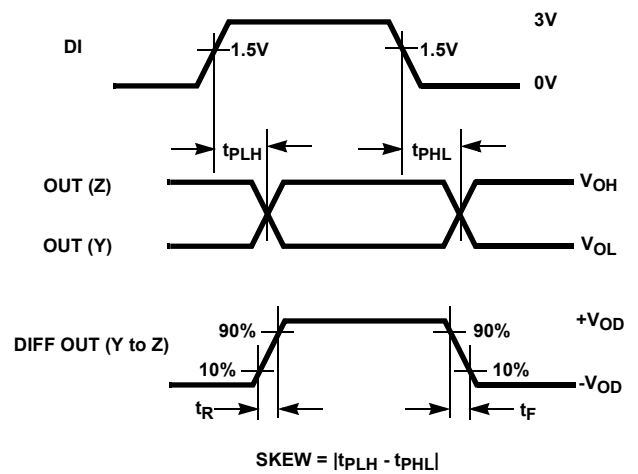 3V
DI
1.5V
1.5V
0V
tPLH
tPHL
OUT (Z)
VOH
OUT (Y)
VOL
+VOD
90%
90%
DIFF OUT (Y to Z)
10%
10%
-VOD
tR
tF
SKEW = |tPLH - tPHL|